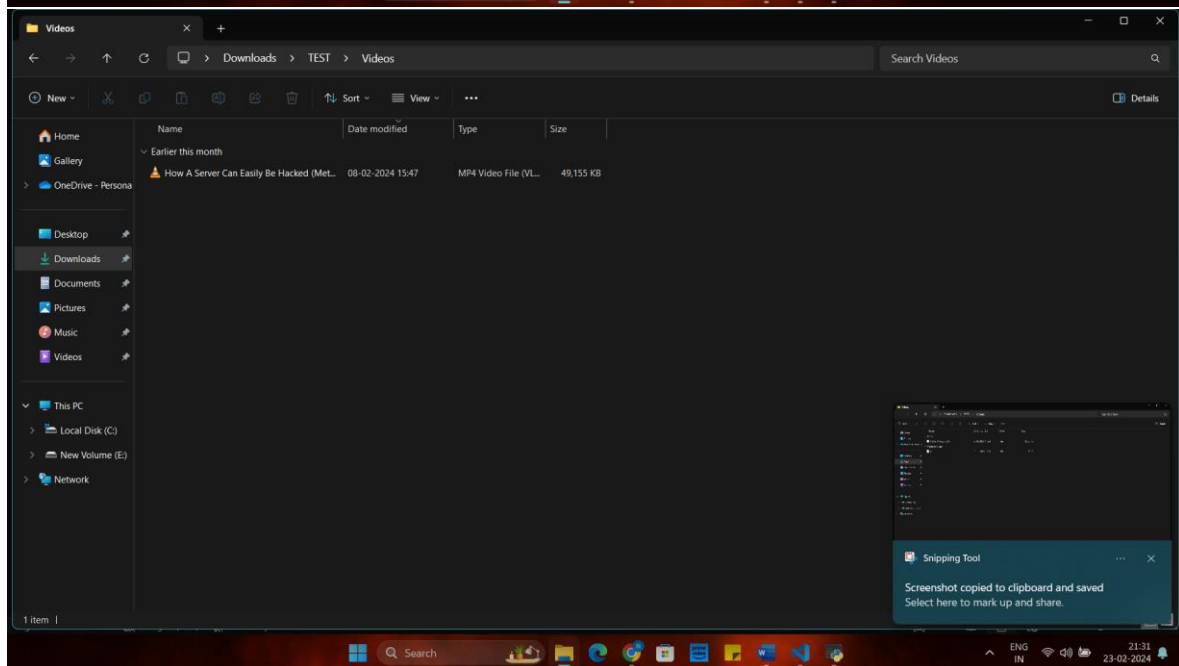 Videos
Downloads > TEST > Videos
Search Videos
New
Sort
View
Details
Home
Gallery
OneDrive - Persona
Desktop
Downloads
Documents
Pictures
Music
Videos
This PC
Local Disk (C:)
New Volume (E:)
Network
Name Date modified Type Size
Earlier this month
How A Server Can Easily Be Hacked (Met... 08-02-2024 15:47 MP4 Video File (VL... 49,155 KB
Snipping Tool
Screenshot copied to clipboard and saved
Select here to mark up and share.
1 item
Search
ENG
IN
21:31
23-02-2024